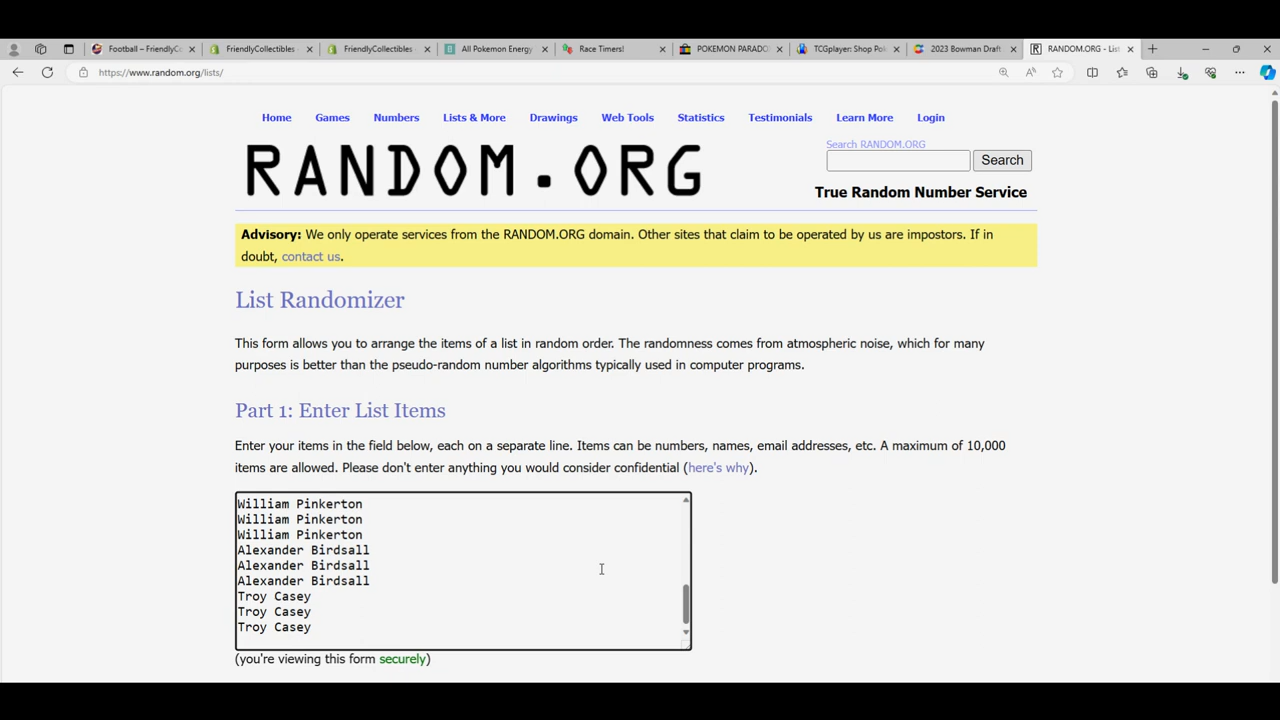 Football – FriendlyCo
FriendlyCollectibles
FriendlyCollectibles
All Pokemon Energy
Race Timers!
POKEMON PARADO
TCGplayer: Shop Pok
2023 Bowman Draft
RANDOM.ORG - Lis
https://www.random.org/lists/
Home Games Numbers Lists & More Drawings Web Tools Statistics Testimonials Learn More Login
RANDOM.ORG
Search RANDOM.ORG
Search
True Random Number Service
Advisory: We only operate services from the RANDOM.ORG domain. Other sites that claim to be operated by us are impostors. If in
doubt, contact us.
List Randomizer
This form allows you to arrange the items of a list in random order. The randomness comes from atmospheric noise, which for many
purposes is better than the pseudo-random number algorithms typically used in computer programs.
Part 1: Enter List Items
Enter your items in the field below, each on a separate line. Items can be numbers, names, email addresses, etc. A maximum of 10,000
items are allowed. Please don't enter anything you would consider confidential (here's why).
William Pinkerton
William Pinkerton
William Pinkerton
Alexander Birdsall
Alexander Birdsall
Alexander Birdsall
Troy Casey
Troy Casey
Troy Casey
(you're viewing this form securely)